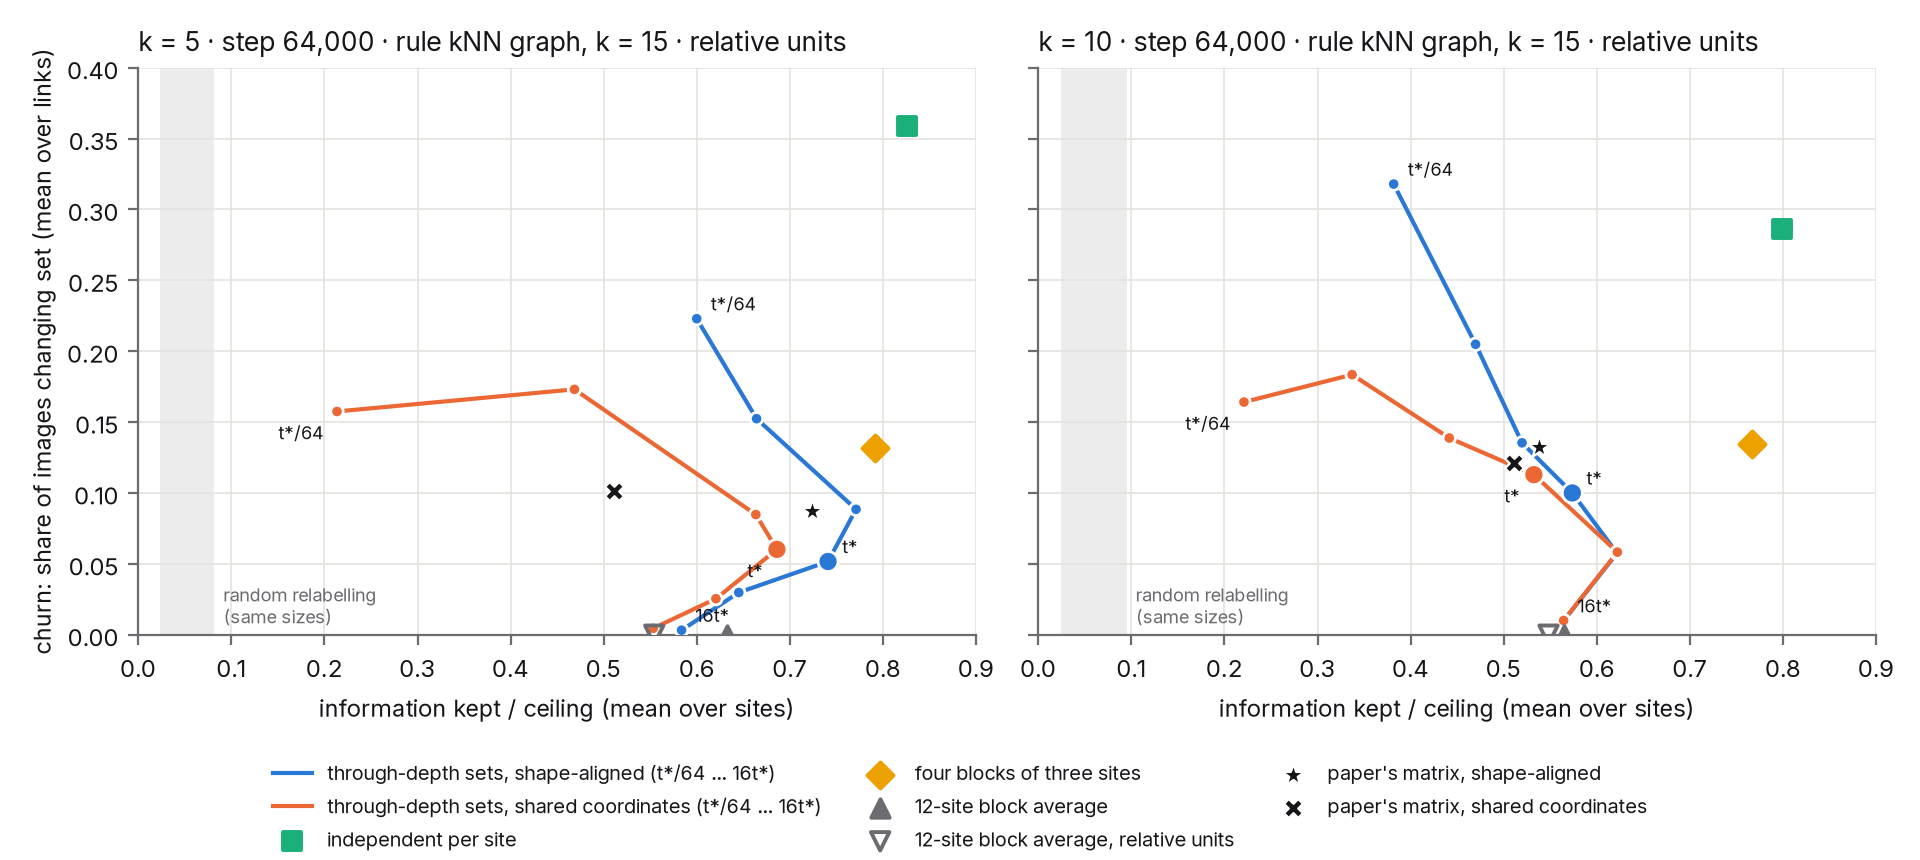 k = 5 · step 64,000 · rule kNN graph, k = 15 · relative units
k = 10 · step 64,000 · rule kNN graph, k = 15 · relative units
churn: share of images changing set (mean over links)
0.40
0.35
0.30
0.25
0.20
0.15
0.10
0.05
0.00
t*/64
t*/64
t*
t*
16t*
random relabelling
(same sizes)
0.0 0.1 0.2 0.3 0.4 0.5 0.6 0.7 0.8 0.9
information kept / ceiling (mean over sites)
t*/64
t*/64
t*
t*
16t*
random relabelling
(same sizes)
0.0 0.1 0.2 0.3 0.4 0.5 0.6 0.7 0.8 0.9
information kept / ceiling (mean over sites)
through-depth sets, shape-aligned (t*/64 ... 16t*)
through-depth sets, shared coordinates (t*/64 ... 16t*)
independent per site
four blocks of three sites
12-site block average
12-site block average, relative units
paper's matrix, shape-aligned
paper's matrix, shared coordinates